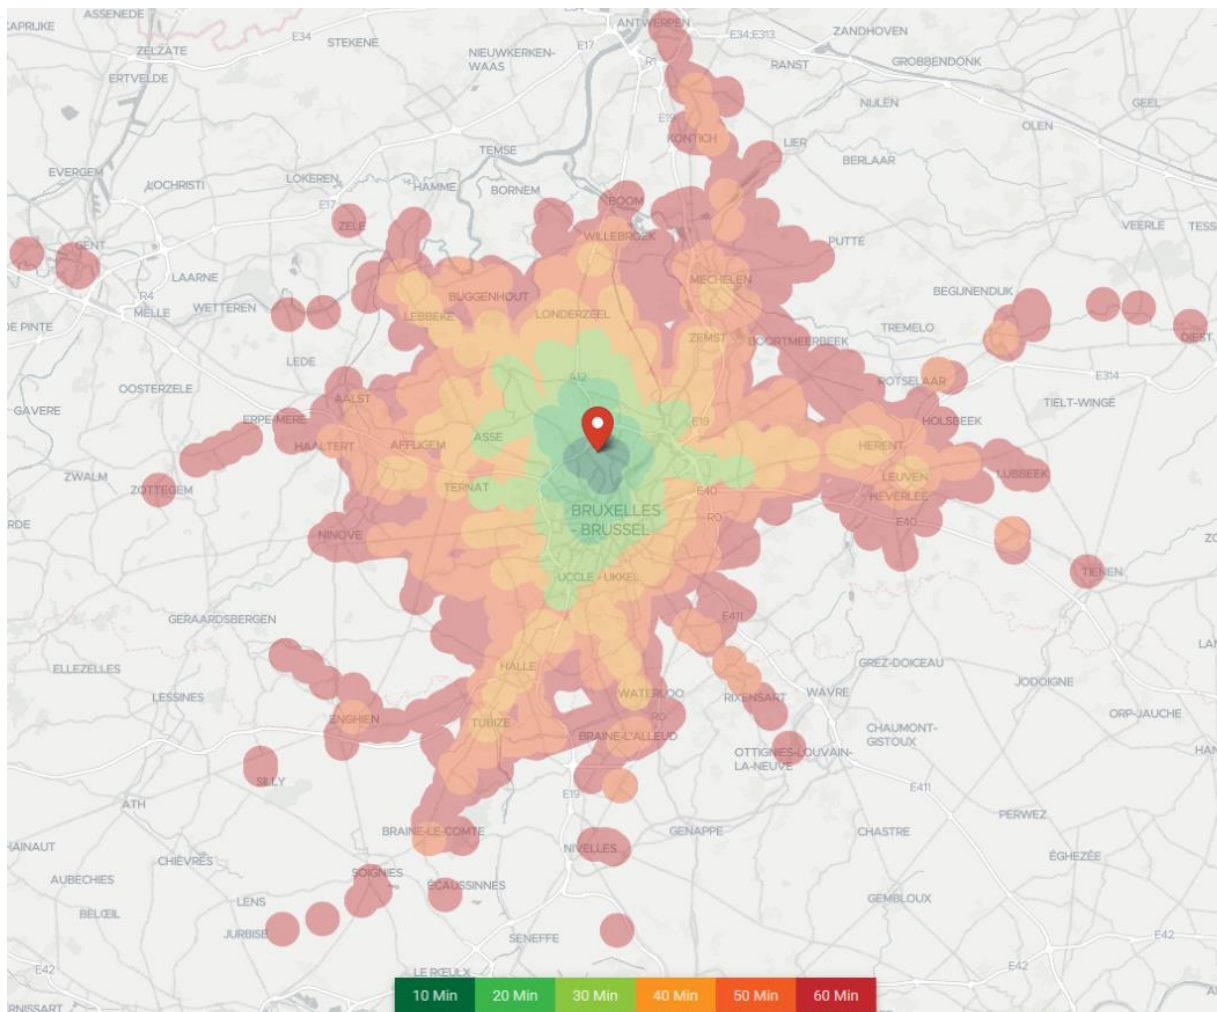 ASSENEDE
ANTWERPEN
KAPRIJKE
E34
STEKENE
E34;E313
ZANDHOVEN
ZELZATE
E17
NIEUWKERKEN-
WAAS
R1
RANST
GROBBENDONK
ERTVELDE
NIJLEN
GEEL
E19
OLEN
KONTICH
LIER
TEMSE
BERLAAR
EVERGEM
LOCHRISTI
LOKEREN
HAMME
BORNEM
E17
BOOM
ZELE
VEERLE
TESS
WILLEBROEK
PUTTE
GENT
LAARNE
MECHELEN
R4
WETTEREN
BUGGENHOUT
BEGIJNENDIJK
MELLE
LEBBEKE
LONDERZEEL
DE PINTE
TREMELO
ZEMST
BOORTMEERBEEK
DIEST
LEDE
A12
ROTSELAAR
E314
OOSTERZELE
AALST
TIELT-WINGE
GAVERE
ERPE-MERE
E19
HOLSBEEK
ASSE
HAALTERT
AFFLIGEM
HERENT
ZWALM
ZOTTEGEM
TERNAT
E40
LEUVEN
LUBBEEK
HEVERLEE
BRUXELLES
- BRUSSEL
R0
E40
NINOVE
UCCLE - UKKEL
TIENEN
GERAARDSBERGEN
E411
ELLEZELLES
HALLE
GREZ-DOICEAU
LESSINES
WATERLOO
RIXENSART
WAVRE
JODOIGNE
ENGHIEN
TUBIZE
R0
ORP-JAUCHE
BRAINE-L'ALLEUD
CHAUMONT-
GISTOUX
OTTIGNIES-LOUVAIN-
LA-NEUVE
HAN
SILLY
E19
E411
ATH
BRAINE-LE-COMTE
GENAPPE
CHASTRE
PERWEZ
HAINAUT
NIVELLES
CHIÈVRES
ÉGHEZÉE
AUBECHIES
SOIGNIES
ÉCAUSSINNES
LENS
GEMBLOUX
BELŒIL
JURBISE
SENEFFE
E42
E42
LE RŒULX
E42
RNISSART
10 Min
20 Min
30 Min
40 Min
50 Min
60 Min